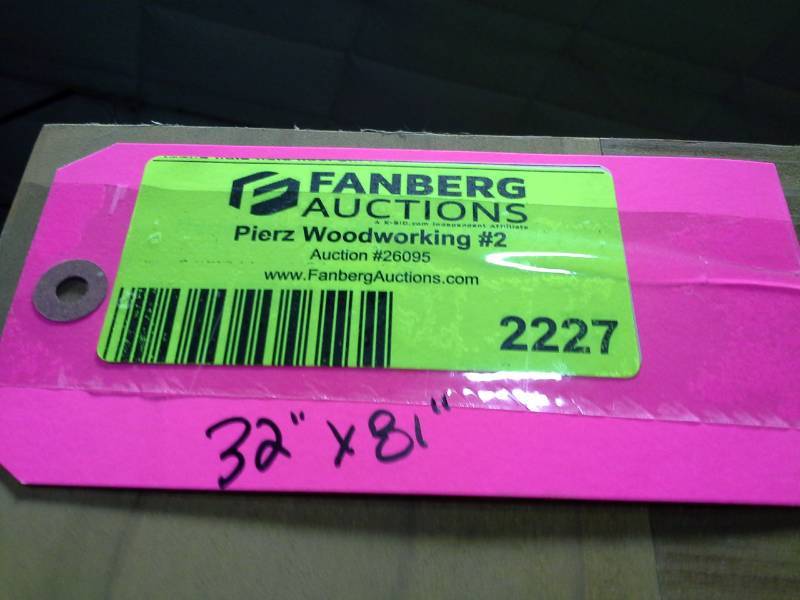 FANBERG
AUCTIONS
A K-BID.com Independent Affiliate
Pierz Woodworking #2
Auction #26095
www.FanbergAuctions.com
2227
32" x 81"